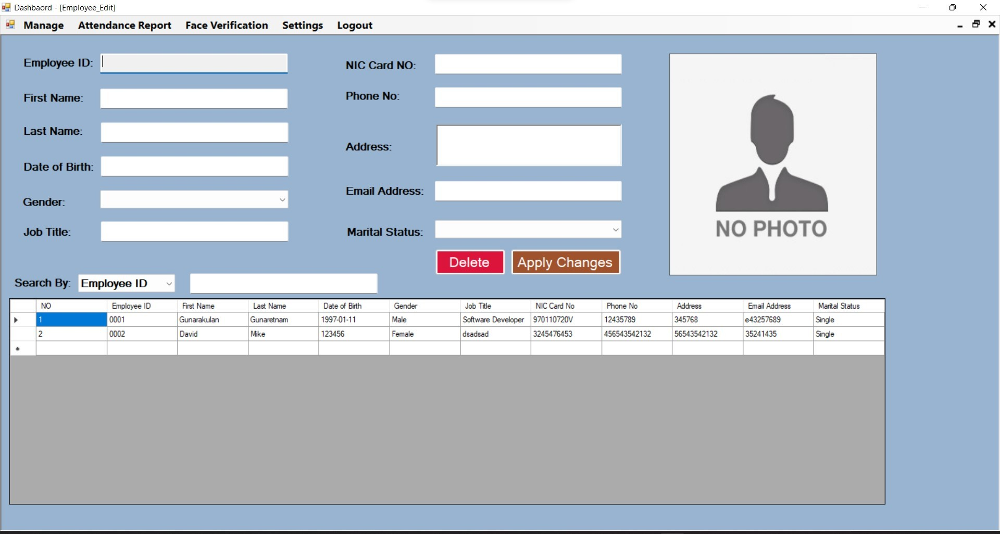 Dashbaord - [Employee_Edit]
Manage Attendance Report Face Verification Settings Logout
Employee ID:
First Name:
Last Name:
Date of Birth:
Gender:
Job Title:
NIC Card NO:
Phone No:
Address:
Email Address:
Marital Status:
Delete Apply Changes
NO PHOTO
Search By: Employee ID
NO Employee ID First Name Last Name Date of Birth Gender Job Title NIC Card No Phone No Address Email Address Marital Status
1 0001 Gunarakulan Gunaretnam 1997-01-11 Male Software Developer 970110720V 12435789 345768 e43257689 Single
2 0002 David Mike 123456 Female dsadsad 3245476453 456543542132 56543542132 35241435 Single